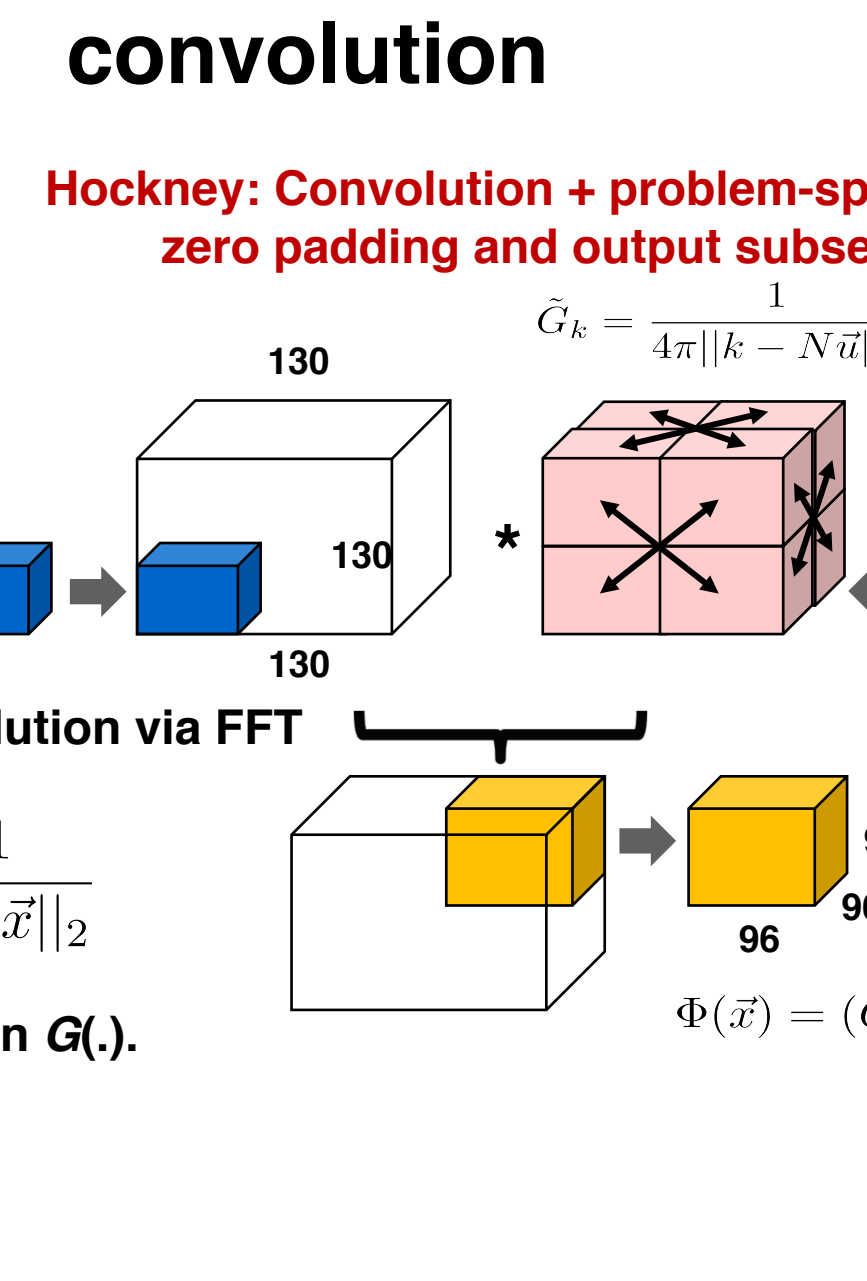 convolution
Hockney: Convolution + problem-sp
zero padding and output subse
G̃_k = 1 / 4π||k − Nu⃗|
130
130
*
130
lution via FFT
1
x⃗||_2
96
Φ(x⃗) = (
n G(.).